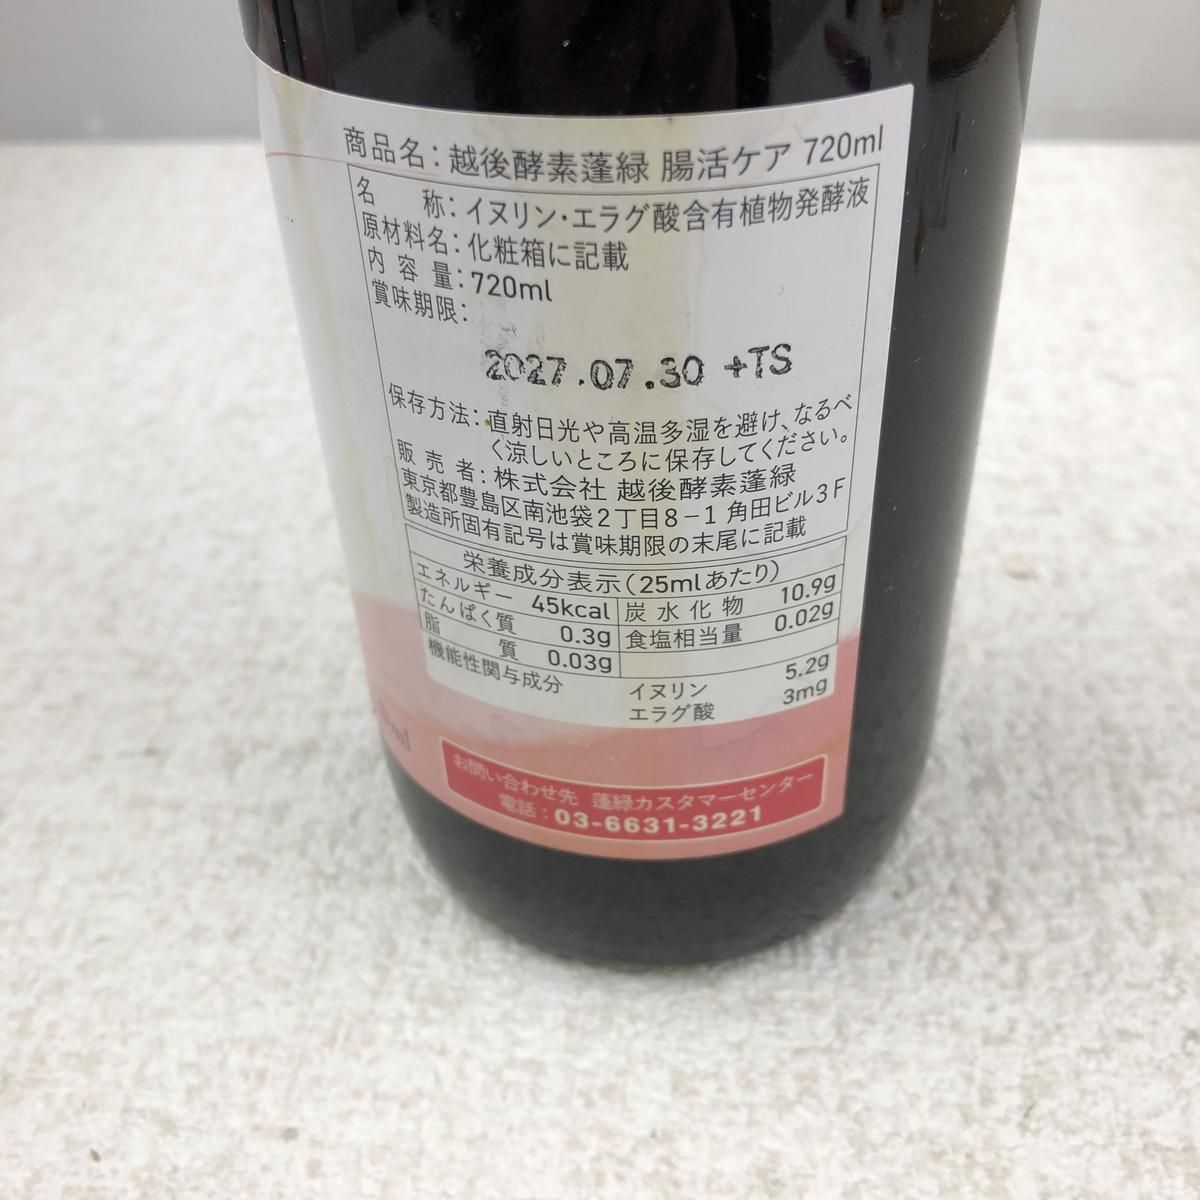 商品名：越後酵素蓬緑 腸活ケア 720ml
名称：イヌリン・エラグ酸含有植物発酵液
原材料名：化粧箱に記載
内容量：720ml
賞味期限：
2027.07.30 +TS
保存方法：直射日光や高温多湿を避け、なるべ
く涼しいところに保存してください。
販売者：株式会社 越後酵素蓬緑
東京都豊島区南池袋2丁目8-1 角田ビル3F
製造所固有記号は賞味期限の末尾に記載
栄養成分表示（25mlあたり）
エネルギー 45kcal 炭水化物 10.9g
たんぱく質 0.3g 食塩相当量 0.02g
脂質 0.03g
機能性関与成分 イヌリン 5.2g
エラグ酸 3mg
お問い合わせ先 蓬緑カスタマーセンター
電話：03-6631-3221